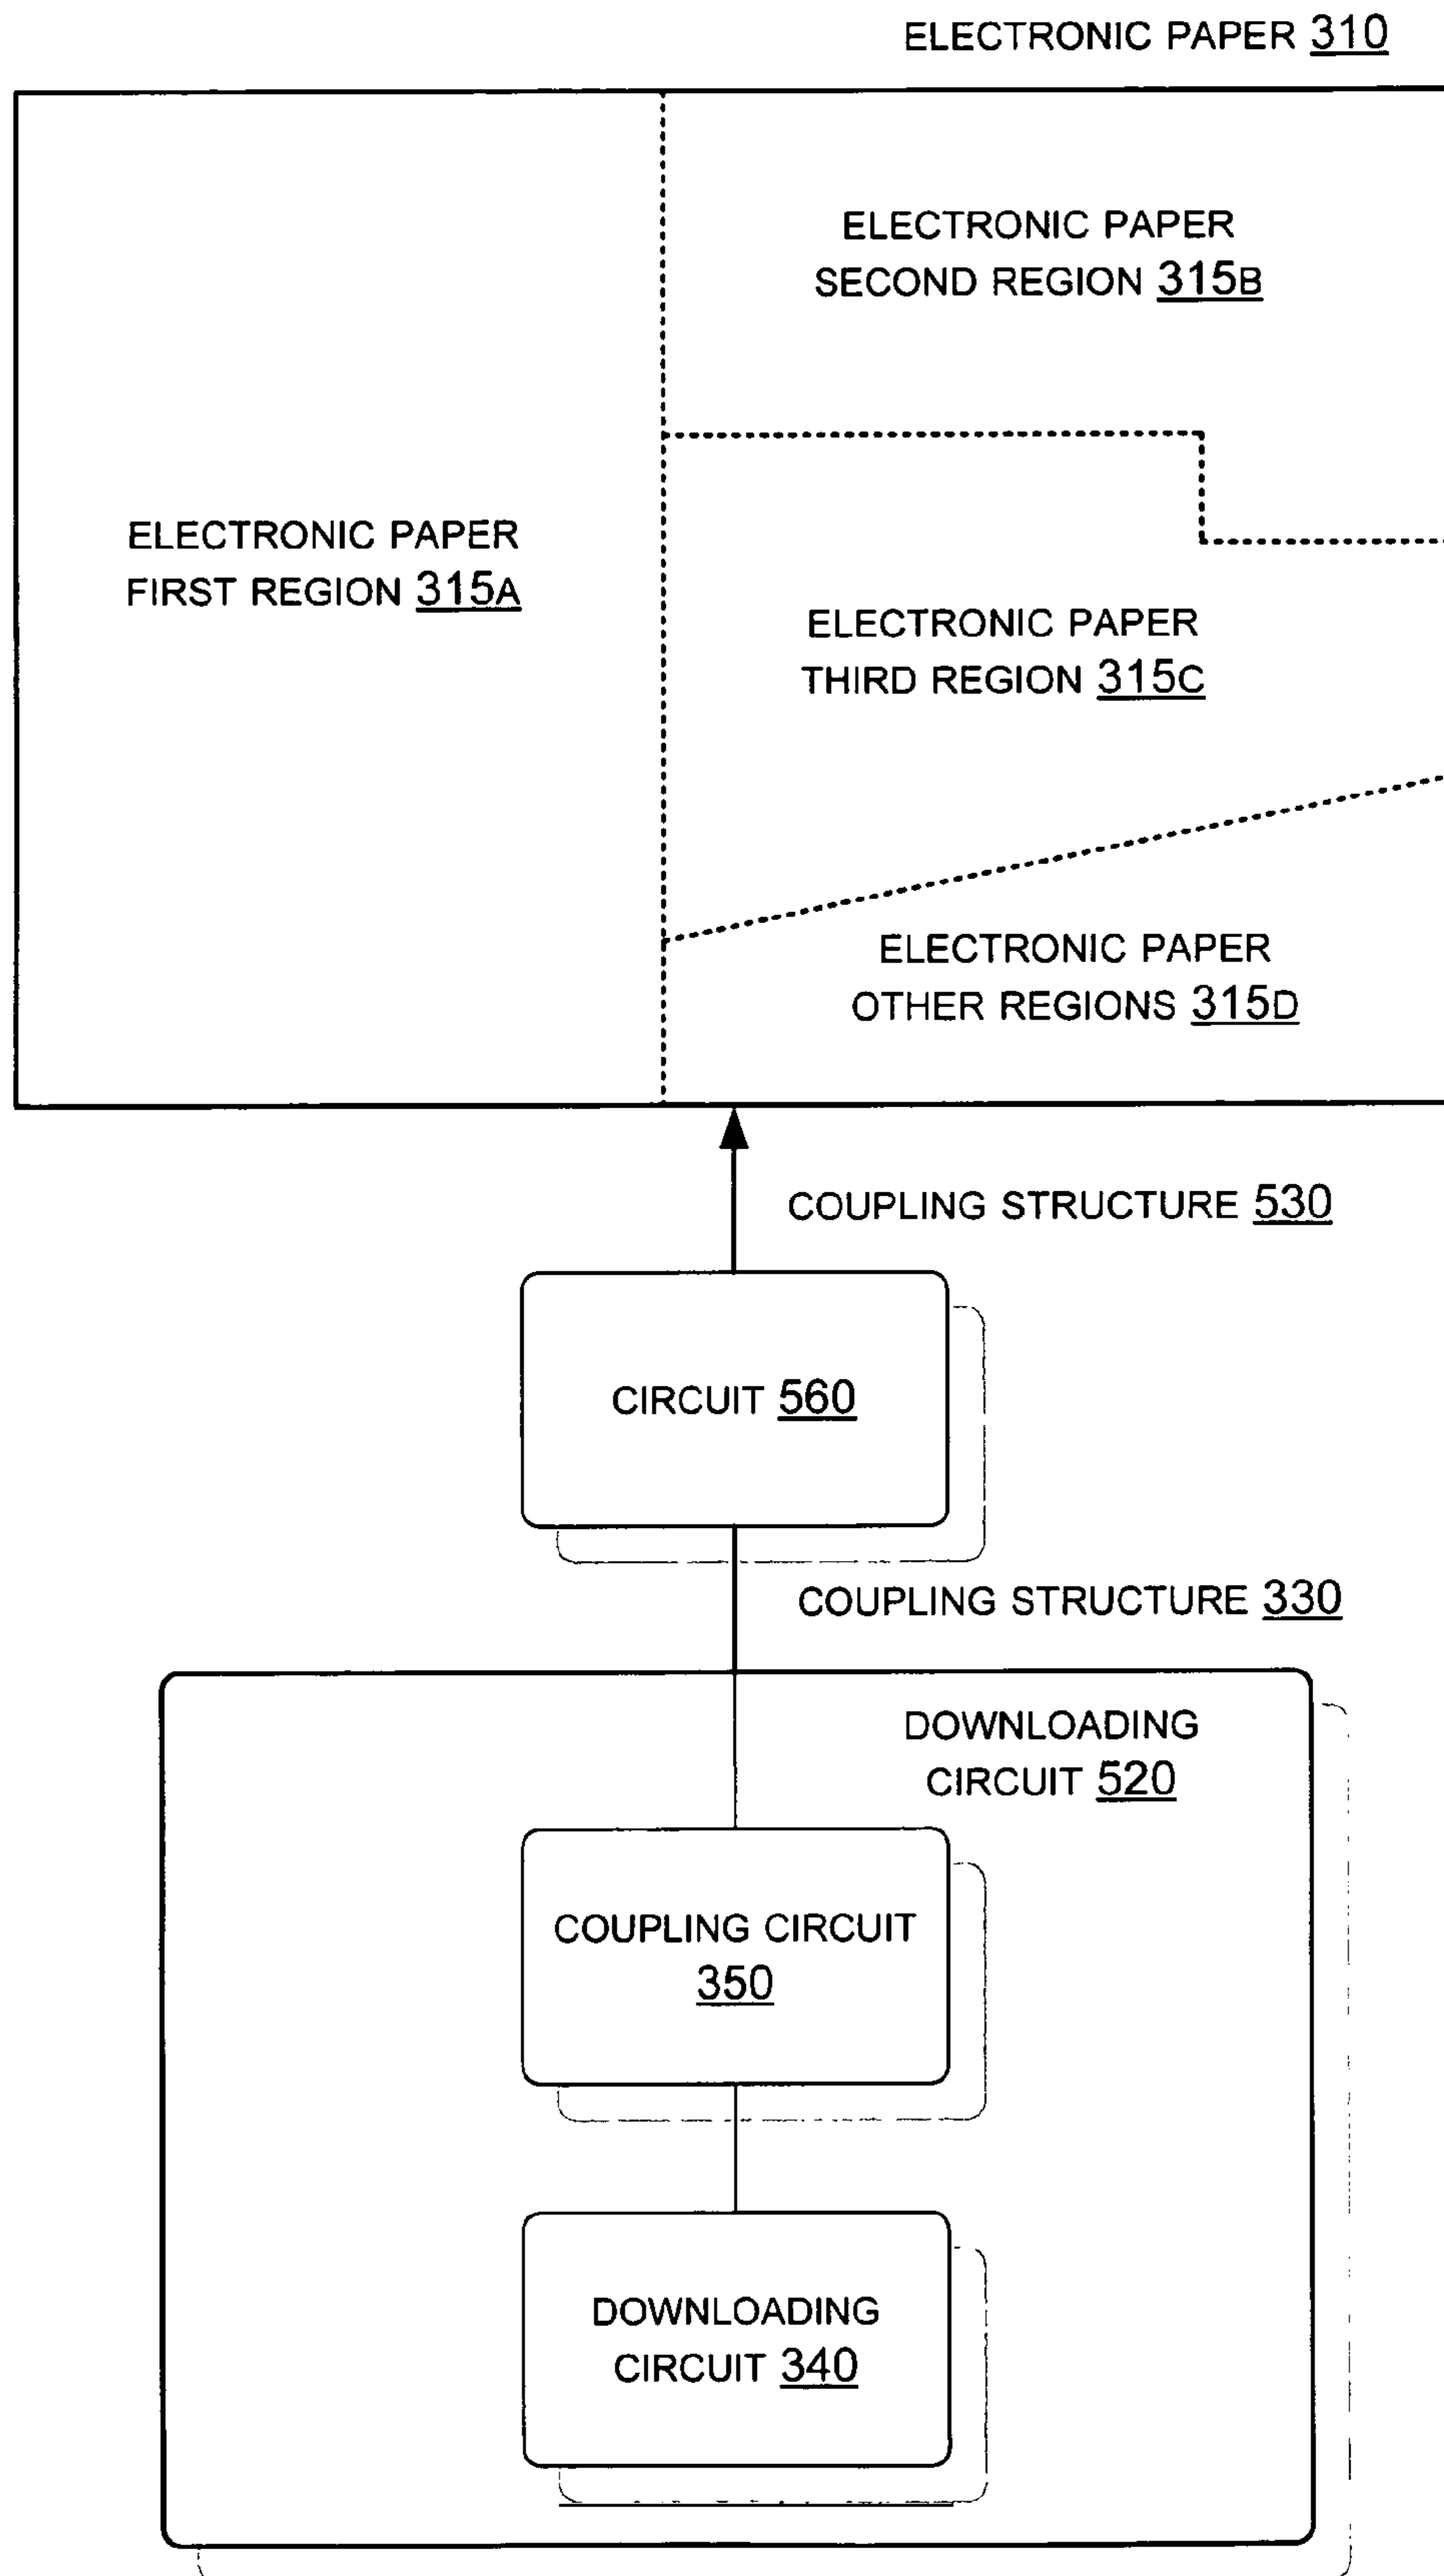 ELECTRONIC PAPER 310
ELECTRONIC PAPER
SECOND REGION 315B
ELECTRONIC PAPER
FIRST REGION 315A
ELECTRONIC PAPER
THIRD REGION 315C
ELECTRONIC PAPER
OTHER REGIONS 315D
COUPLING STRUCTURE 530
CIRCUIT 560
COUPLING STRUCTURE 330
DOWNLOADING
CIRCUIT 520
COUPLING CIRCUIT
350
DOWNLOADING
CIRCUIT 340